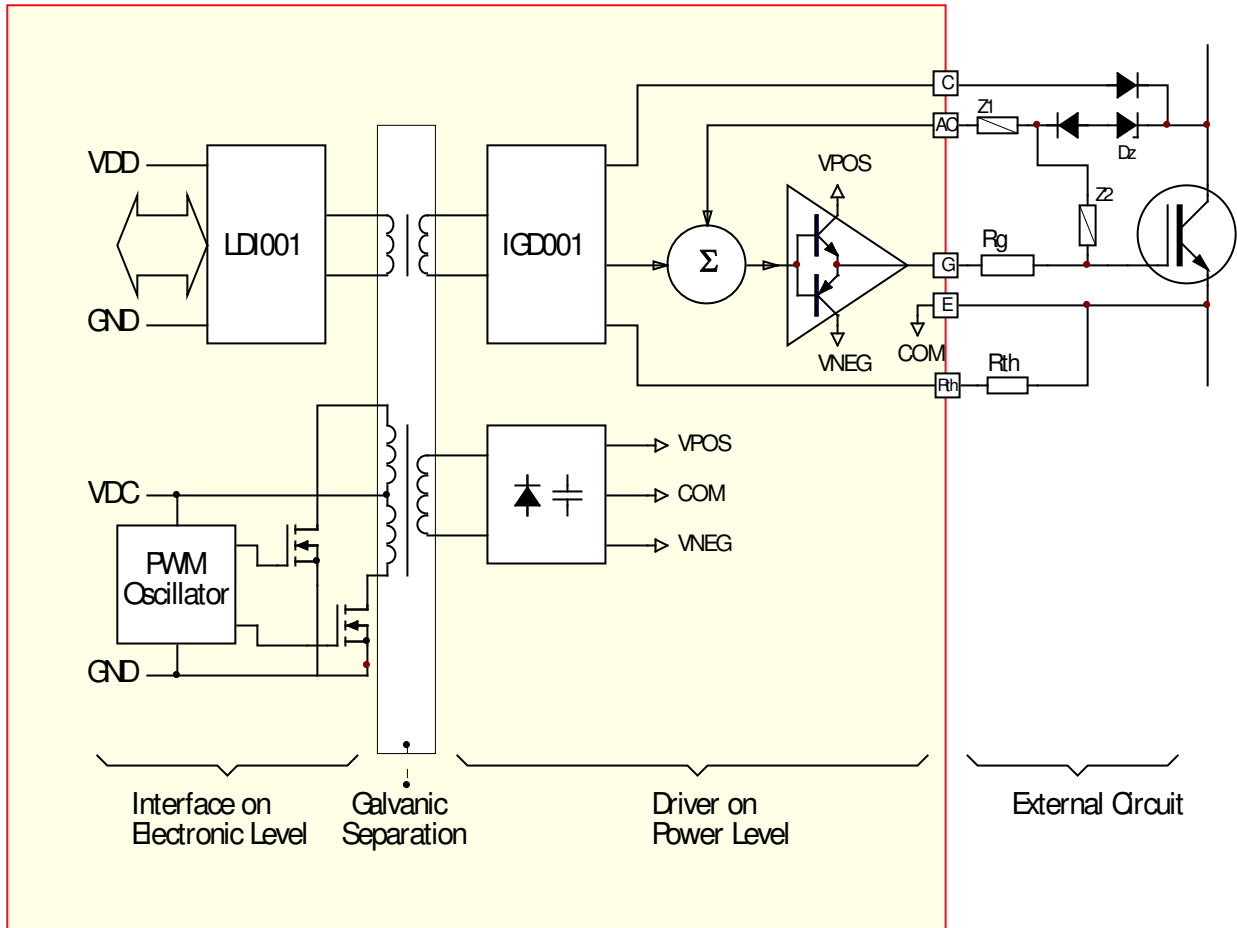 C
Z1
AC
Dz
VDD
VPOS
Z2
LDI001
IGD001
Σ
Rg
G
E
GND
VNEG
COM
Rth
Rth
VPOS
VDC
COM
PWM
Oscillator
VNEG
GND
Interface on
Electronic Level
Galvanic
Separation
Driver on
Power Level
External Circuit